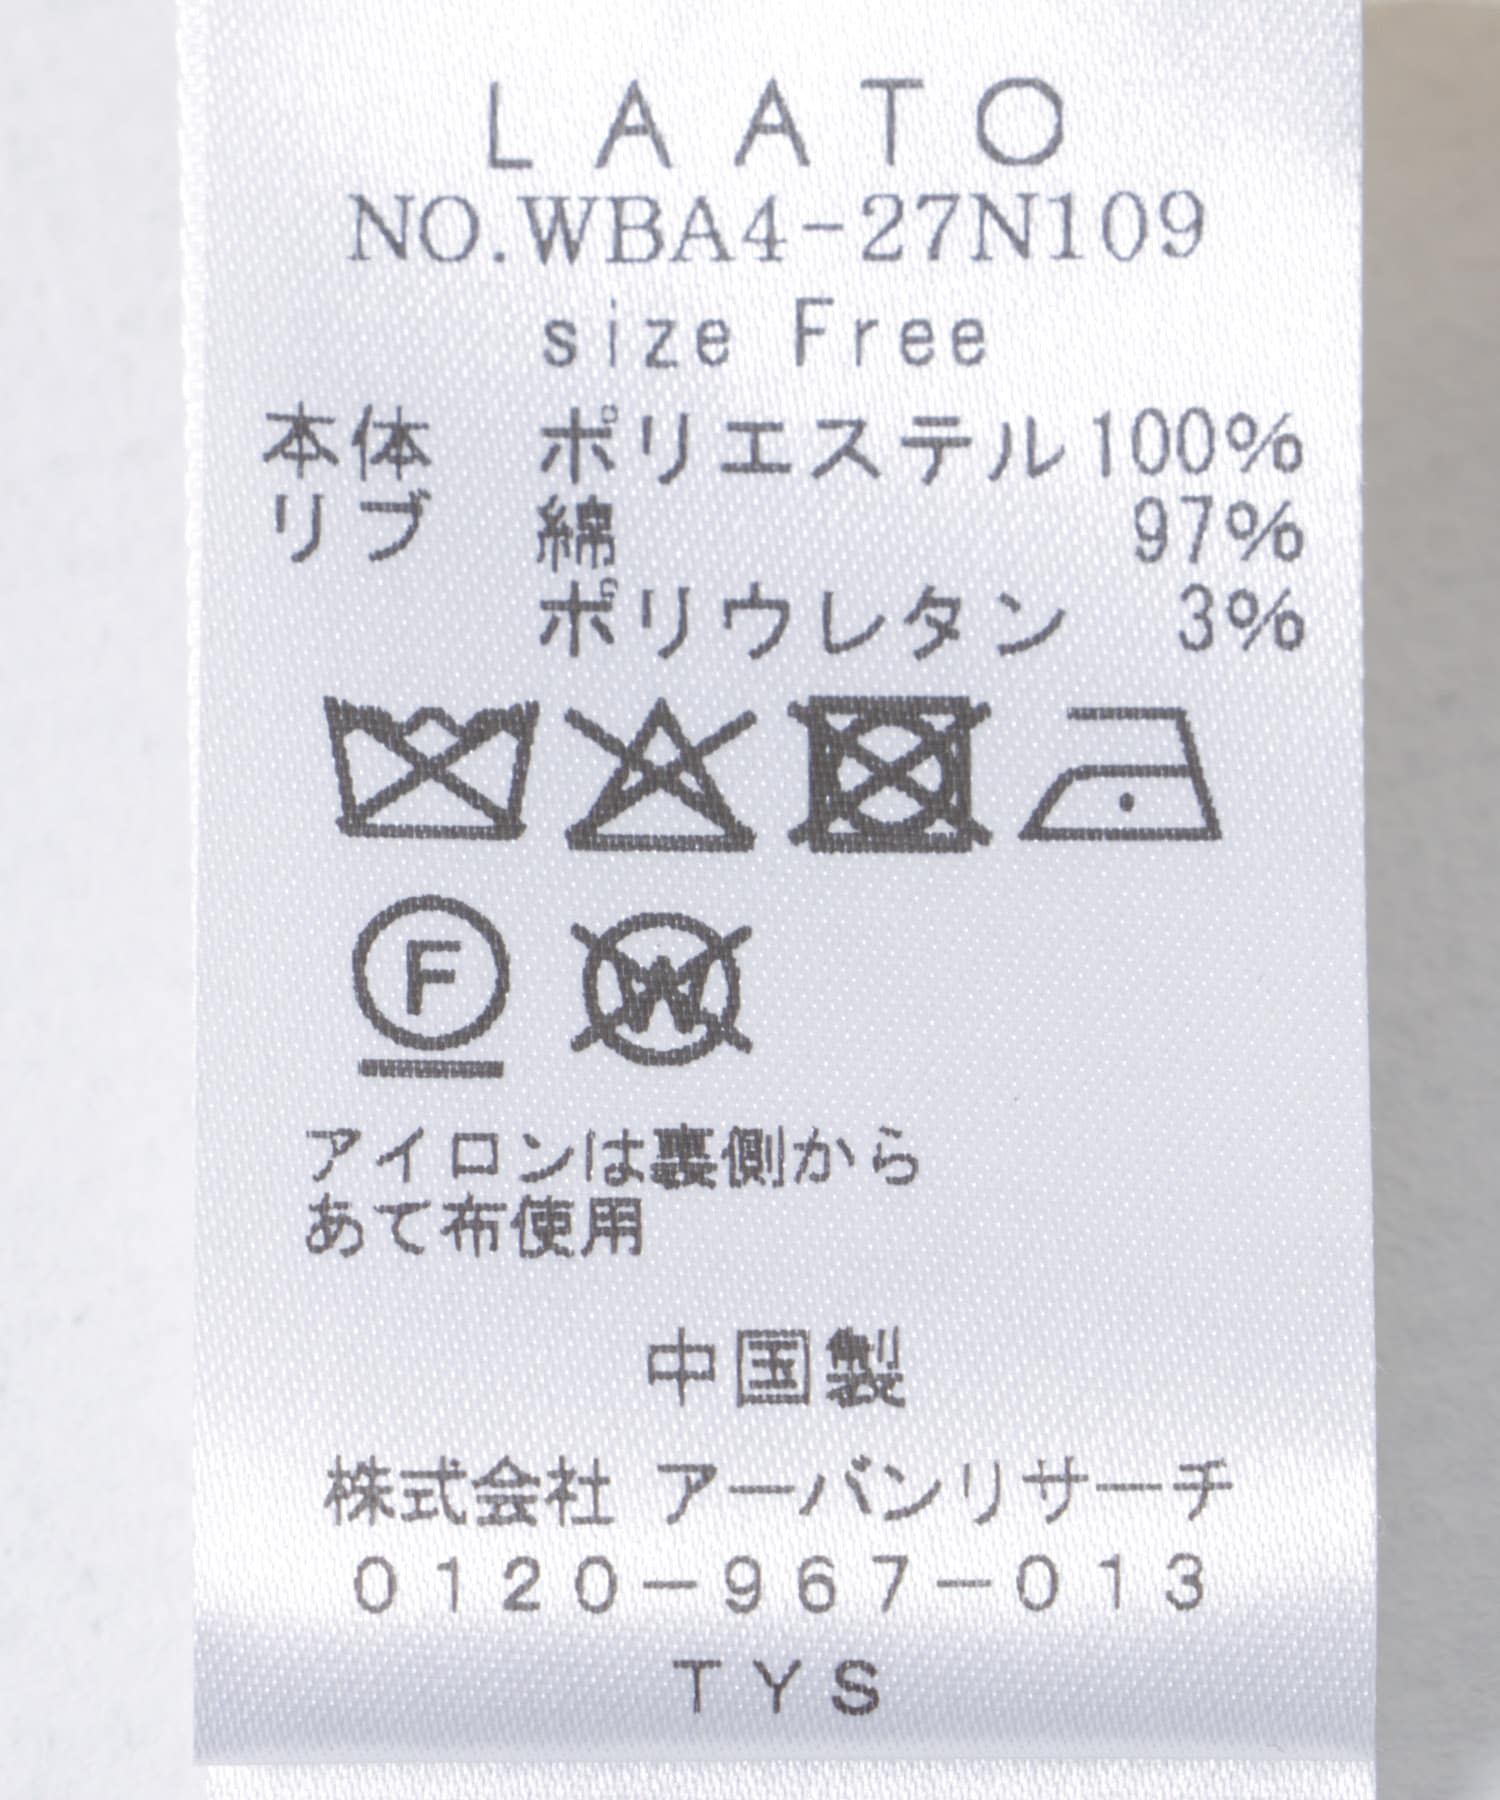 LAATO
NO.WBA4-27N109
size Free
本体 ポリエステル100%
リブ 綿 97%
ポリウレタン 3%
F W
アイロンは裏側から
あて布使用
中国製
株式会社 アーバンリサーチ
0120-967-013
TYS